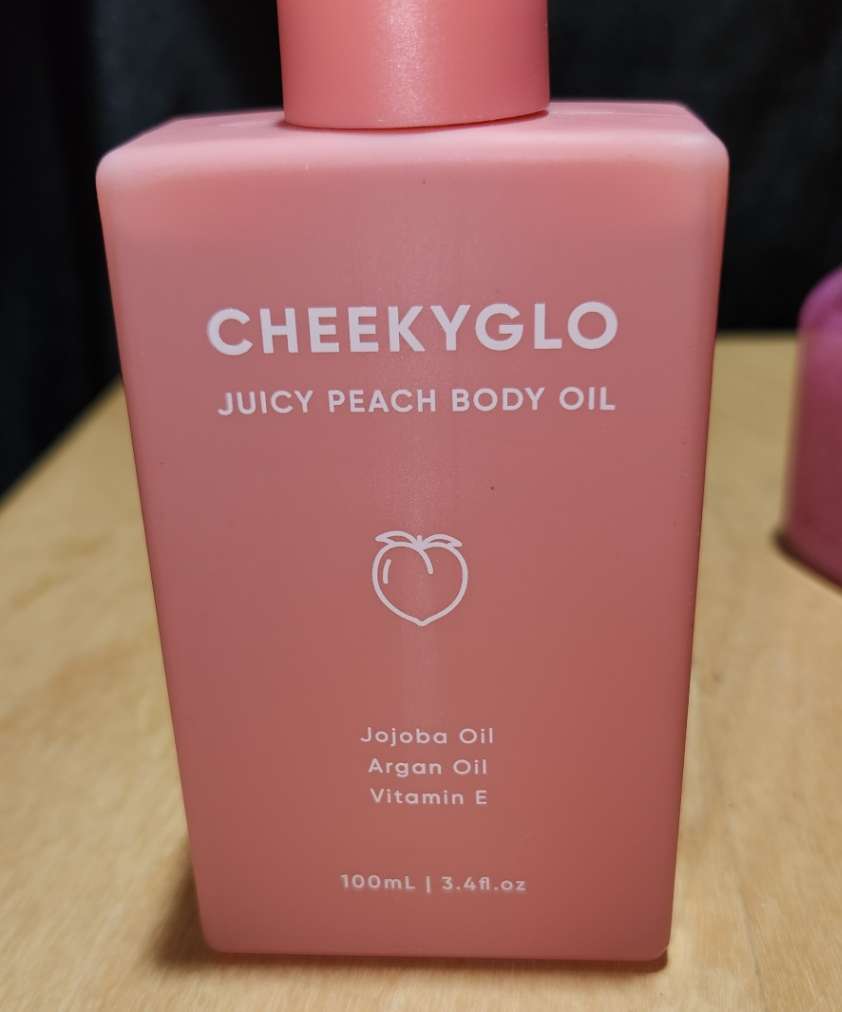 CHEEKYGLO
JUICY PEACH BODY OIL
Jojoba Oil
Argan Oil
Vitamin E
100mL | 3.4fl.oz